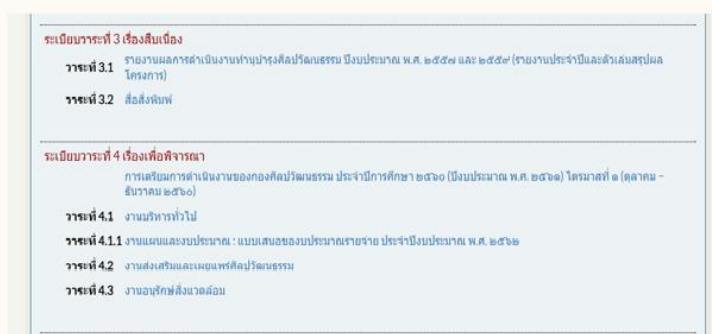 ระเบียบวาระที่ 3 เรื่องสืบเนื่อง
วาระที่ 3.1 รายงานผลการดำเนินงานทำนุบำรุงศิลปวัฒนธรรม ปีงบประมาณ พ.ศ. ๒๕๕๗ และ ๒๕๕๙ (รายงานประจำปีและตัวเล่มสรุปผล
โครงการ)
วาระที่ 3.2 สื่อสิ่งพิมพ์
ระเบียบวาระที่ 4 เรื่องเพื่อพิจารณา
การเตรียมการดำเนินงานของกองศิลปวัฒนธรรม ประจำปีการศึกษา ๒๕๖๐ (ปีงบประมาณ พ.ศ. ๒๕๖๑) ไตรมาสที่ ๑ (ตุลาคม –
ธันวาคม ๒๕๖๐)
วาระที่ 4.1 งานบริหารทั่วไป
วาระที่ 4.1.1 งานแผนและงบประมาณ : แบบเสนอของบประมาณรายจ่าย ประจำปีงบประมาณ พ.ศ. ๒๕๖๒
วาระที่ 4.2 งานส่งเสริมและเผยแพร่ศิลปวัฒนธรรม
วาระที่ 4.3 งานอนุรักษ์สิ่งแวดล้อม